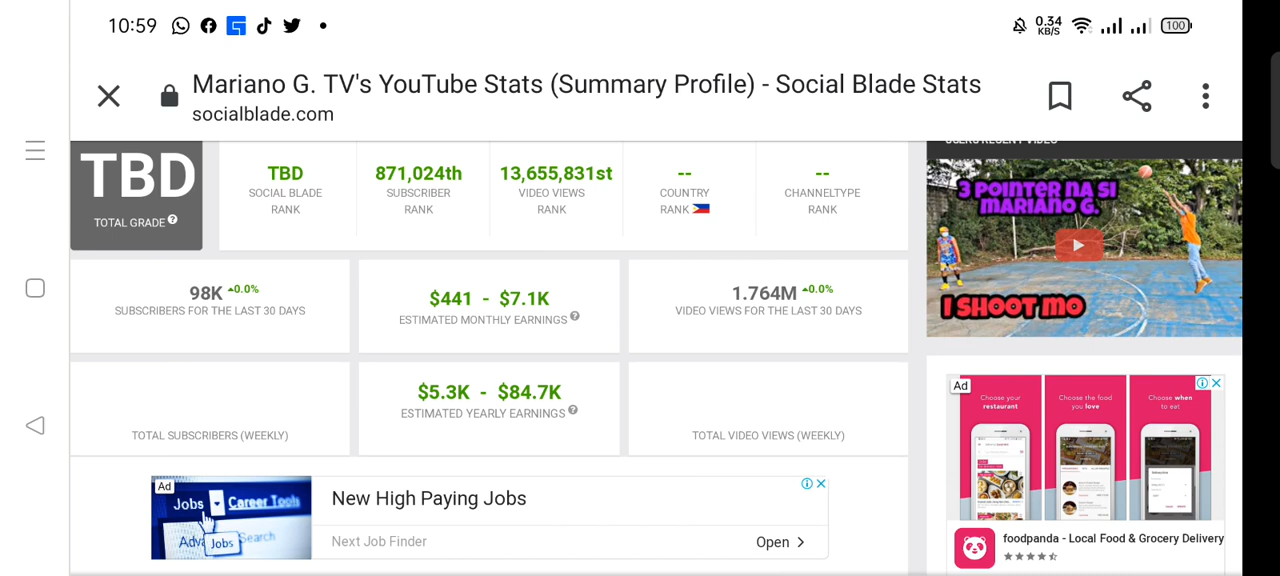 10:59
0.34
KB/S
100
Mariano G. TV's YouTube Stats (Summary Profile) - Social Blade Stats
socialblade.com
TBD
TOTAL GRADE
TBD
SOCIAL BLADE
RANK
871,024th
SUBSCRIBER
RANK
13,655,831st
VIDEO VIEWS
RANK
--
COUNTRY
RANK
--
CHANNELTYPE
RANK
98K 0.0%
SUBSCRIBERS FOR THE LAST 30 DAYS
$441 - $7.1K
ESTIMATED MONTHLY EARNINGS
1.764M 0.0%
VIDEO VIEWS FOR THE LAST 30 DAYS
TOTAL SUBSCRIBERS (WEEKLY)
$5.3K - $84.7K
ESTIMATED YEARLY EARNINGS
TOTAL VIDEO VIEWS (WEEKLY)
Ad
Jobs Career Tools
Search
Jobs
New High Paying Jobs
Next Job Finder
Open
3 POINTER NA SI
MARIANO G.
I SHOOT MO
Ad
Choose your
restaurant
Choose the food
you love
Choose when
to eat
foodpanda - Local Food & Grocery Delivery